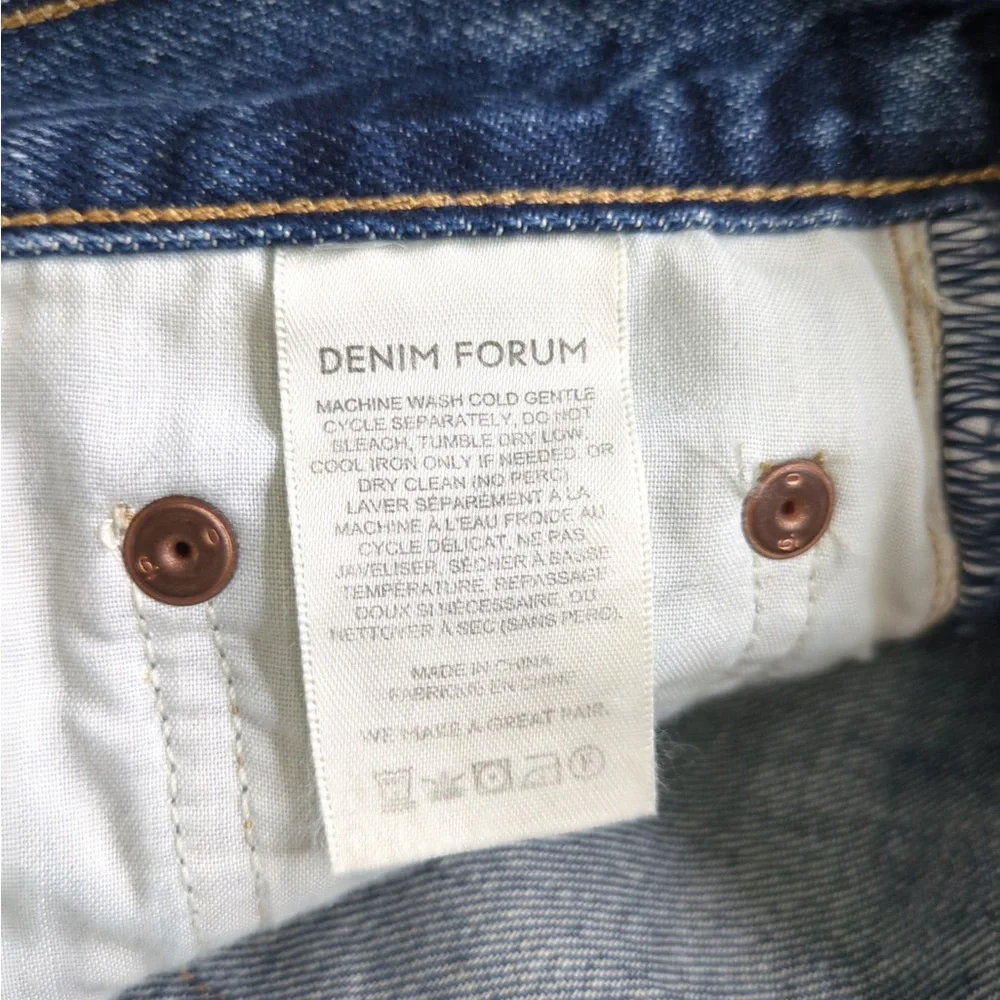 DENIM FORUM
MACHINE WASH COLD GENTLE
CYCLE SEPARATELY, DO NOT
BLEACH, TUMBLE DRY LOW,
COOL IRON ONLY IF NEEDED, OR
DRY CLEAN (NO PERC)
LAVER SÉPARÉMENT À LA
MACHINE À L'EAU FROIDE AU
CYCLE DÉLICAT, NE PAS
JAVELISER, SÉCHER À BASSE
TEMPÉRATURE, REPASSAGE
DOUX SI NÉCESSAIRE, OU
NETTOYER À SEC (SANS PERC).
MADE IN CHINA
FABRIQUÉ EN CHINE
WE MAKE A GREAT PAIR.